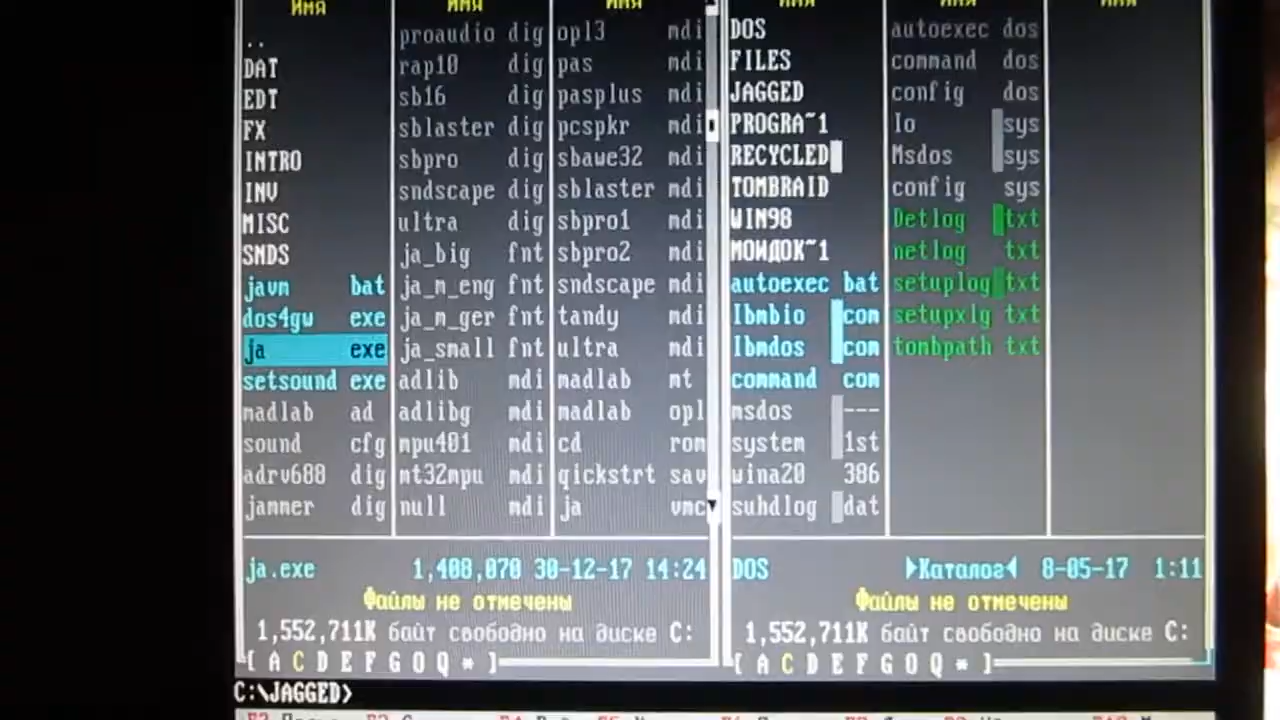 Имя Имя Имя Имя Имя Имя
.. proaudio dig opl3 mdi DOS autoexec dos
DAT rap10 dig pas mdi FILES command dos
EDT sb16 dig pasplus mdi JAGGED config dos
FX sblaster dig pcspkr mdi PROGRA~1 Io sys
INTRO sbpro dig sbawe32 mdi RECYCLED Msdos sys
INV sndscape dig sblaster mdi TOMBRAID config sys
MISC ultra dig sbpro1 mdi WIN98 Detlog txt
SNDS ja_big fnt sbpro2 mdi МОИДОК~1 netlog txt
javm bat ja_m_eng fnt sndscape mdi autoexec bat setuplog txt
dos4gw exe ja_m_ger fnt tandy mdi Ibmbio com setupxlg txt
ja exe ja_small fnt ultra mdi Ibmdos com tombpath txt
setsound exe adlib mdi madlab mt command com
madlab ad adlibg mdi madlab opl msdos ---
sound cfg mpu401 mdi cd rom system 1st
adrv688 dig mt32mpu mdi qickstrt sav wina20 386
jammer dig null mdi ja vmc suhdlog dat
ja.exe 1,408,070 30-12-17 14:24 DOS ►Каталог◄ 8-05-17 1:11
Файлы не отмечены Файлы не отмечены
1,552,711K байт свободно на диске C: 1,552,711K байт свободно на диске C:
[ A C D E F G O Q * ] [ A C D E F G O Q * ]
C:\JAGGED>